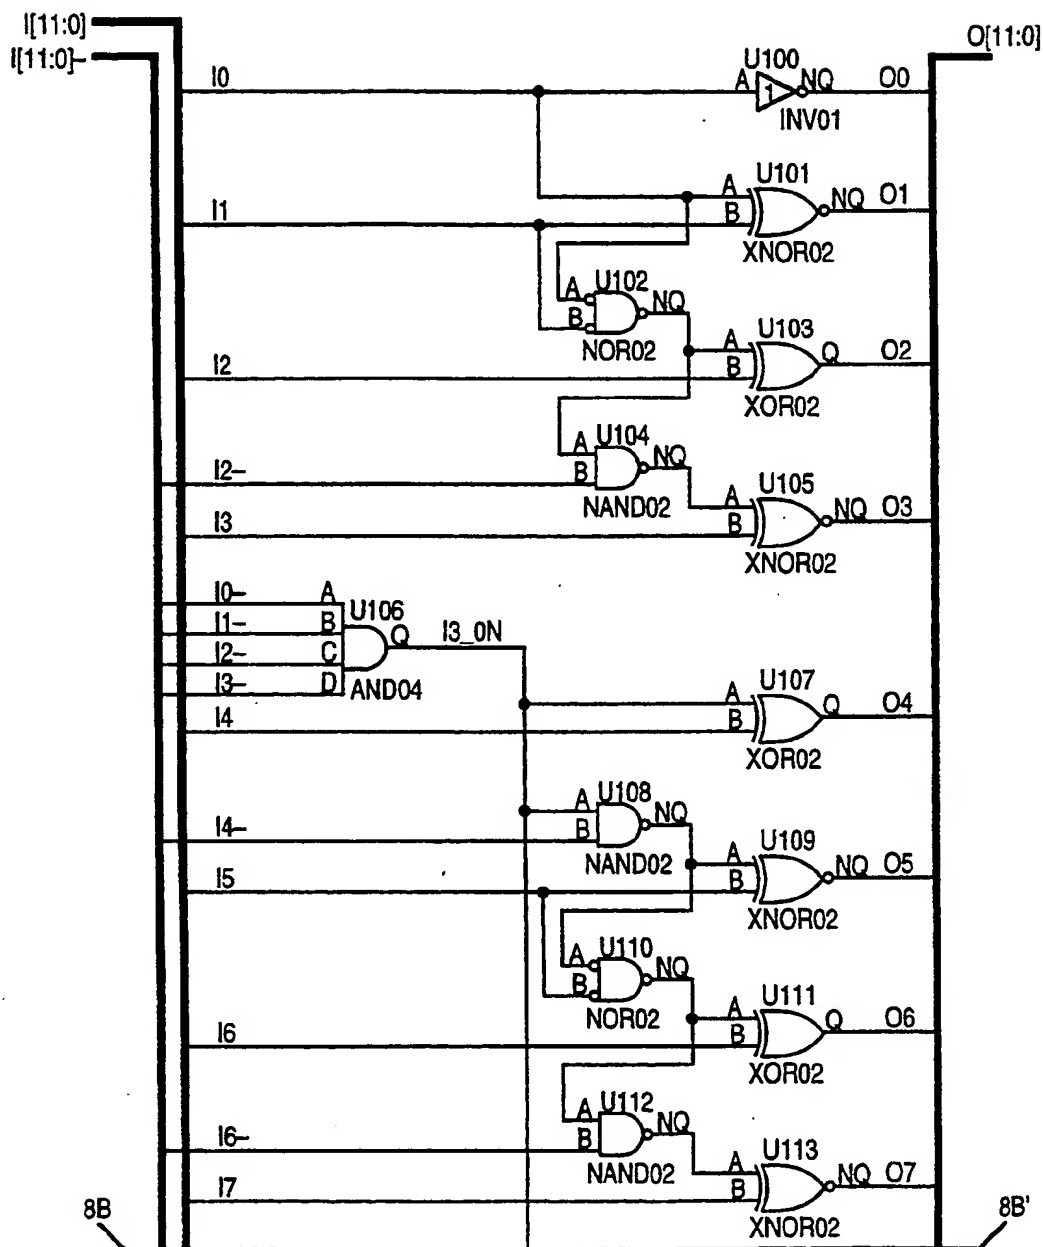 I[11:0]
I[11:0]-
O[11:0]
U100
I0 A 1 NQ O0
INV01
U101
I1 A NQ O1
B
XNOR02
U102
A NQ
B
NOR02
U103
I2 A Q O2
B
XOR02
U104
A NQ
I2- B
NAND02
U105
A NQ O3
I3 B
XNOR02
I0- A
U106
I1- B
Q I3_0N
I2- C
I3- D AND04
U107
A Q O4
I4 B
XOR02
U108
A NQ
I4- B
NAND02
U109
A NQ O5
I5 B
XNOR02
U110
A NQ
B
NOR02
U111
A Q O6
I6 B
XOR02
U112
A NQ
I6- B
NAND02
U113
A NQ O7
I7 B
XNOR02
8B
8B'